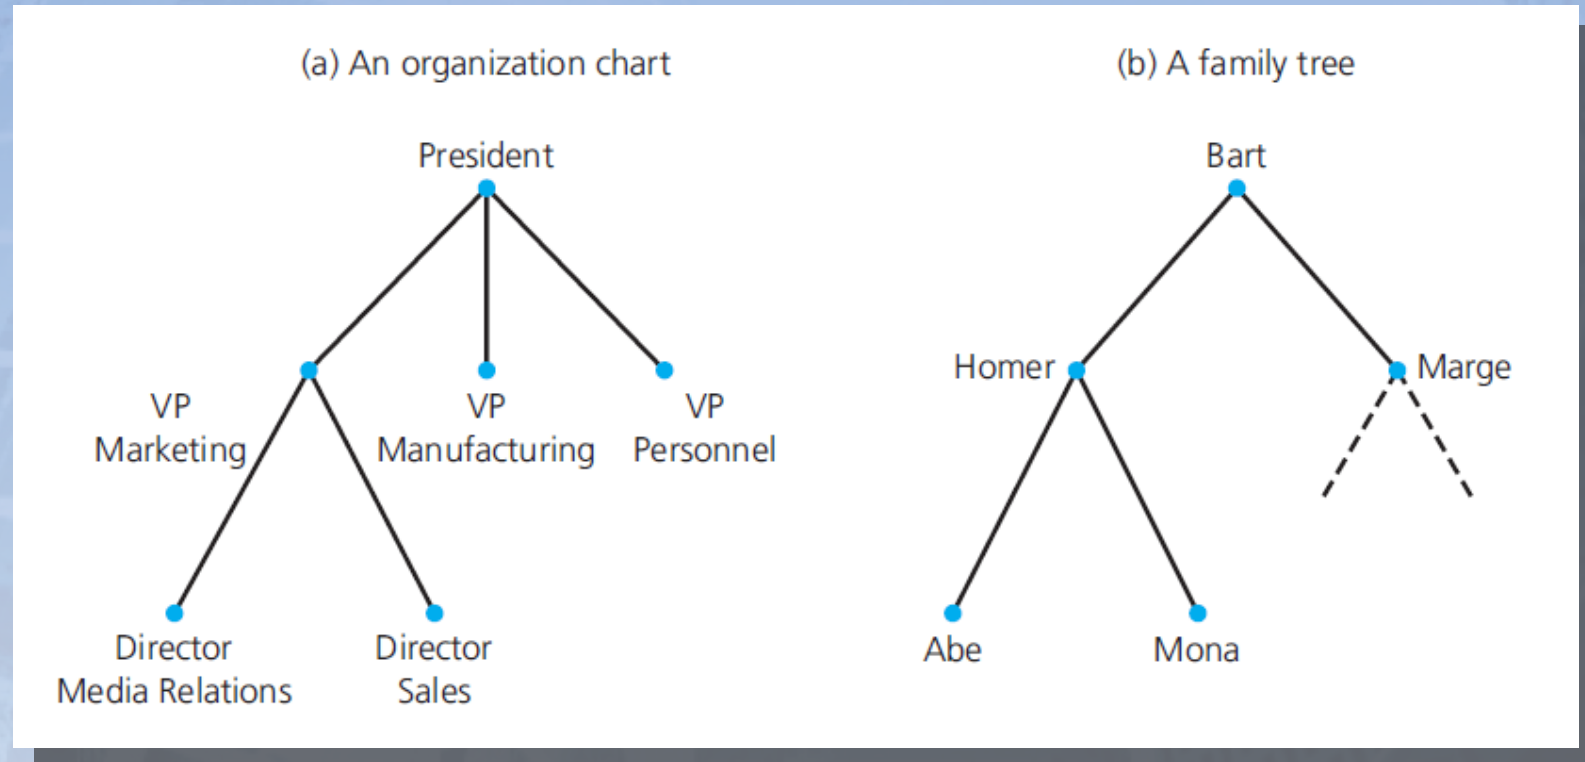 (a) An organization chart
President
VP
Marketing
VP
Manufacturing
VP
Personnel
Director
Media Relations
Director
Sales
(b) A family tree
Bart
Homer
Marge
Abe
Mona